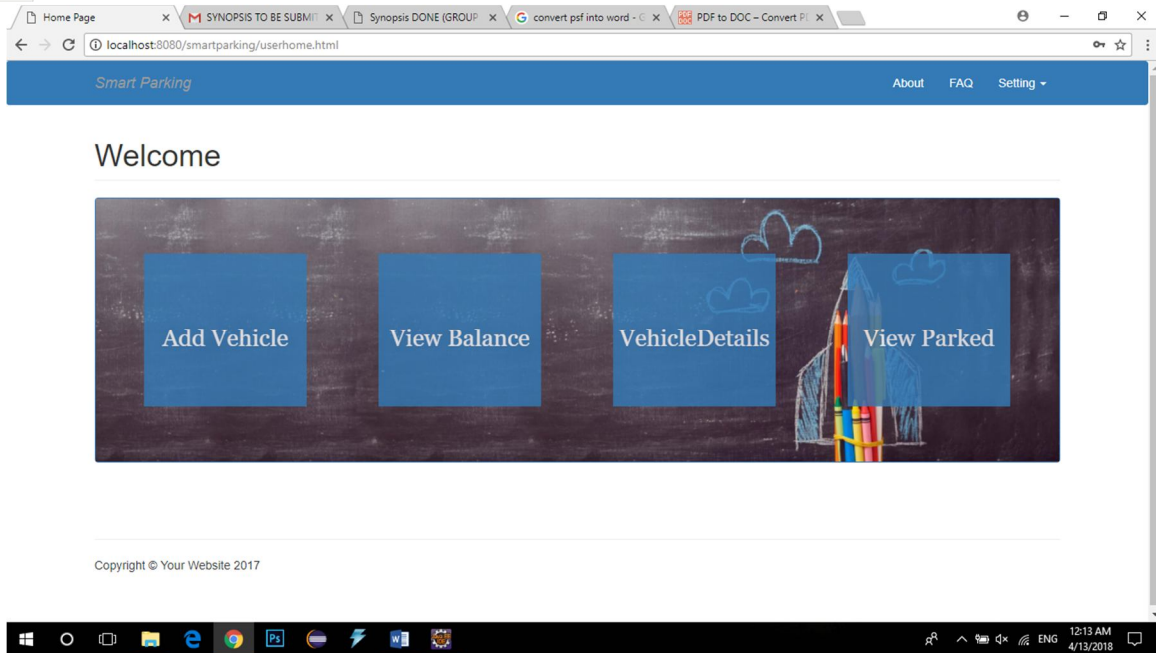 Home Page
SYNOPSIS TO BE SUBMIT
Synopsis DONE (GROUP
convert psf into word - G
PDF to DOC – Convert P
localhost:8080/smartparking/userhome.html
Smart Parking
About FAQ Setting
Welcome
Add Vehicle View Balance VehicleDetails View Parked
Copyright © Your Website 2017
Ps
W
ENG
12:13 AM
4/13/2018